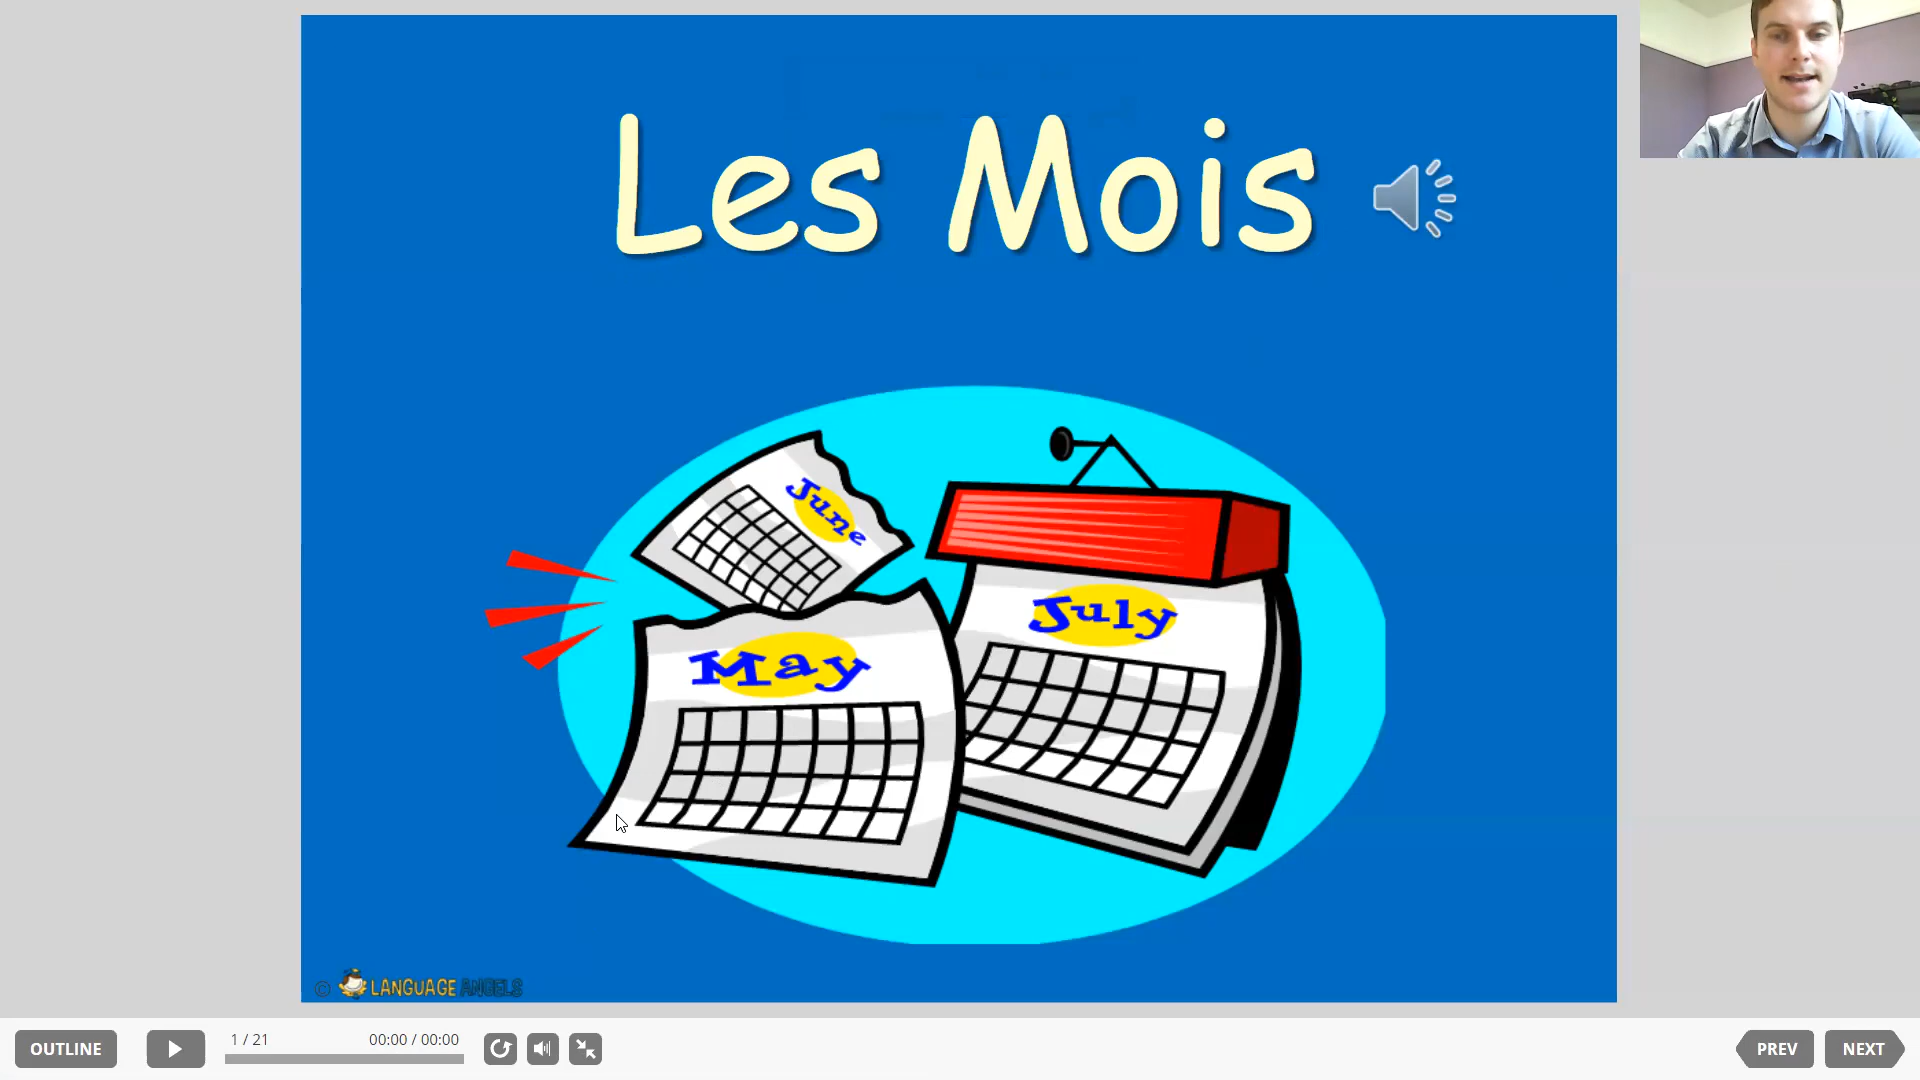 Les Mois
June
July
May
© LANGUAGE ANGELS
OUTLINE
1 / 21
00:00 / 00:00
PREV
NEXT